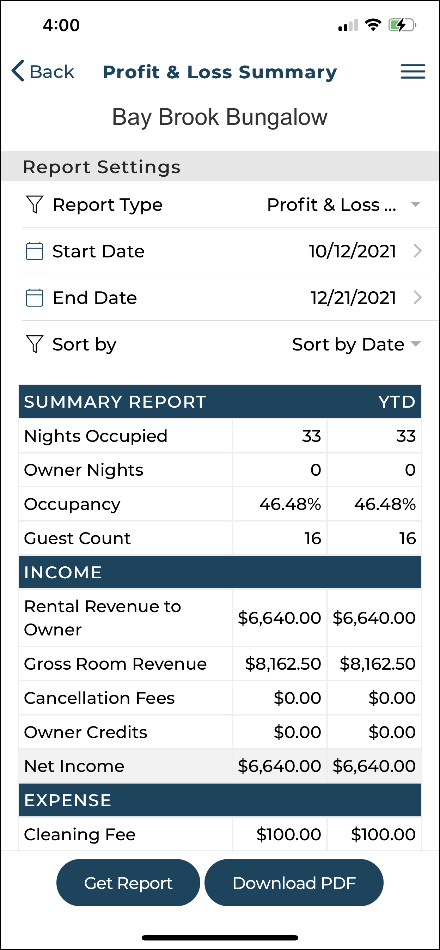 4:00
Back Profit & Loss Summary
Bay Brook Bungalow
Report Settings
Report Type Profit & Loss ...
Start Date 10/12/2021
End Date 12/21/2021
Sort by Sort by Date
SUMMARY REPORT YTD
Nights Occupied 33 33
Owner Nights 0 0
Occupancy 46.48% 46.48%
Guest Count 16 16
INCOME
Rental Revenue to
Owner $6,640.00 $6,640.00
Gross Room Revenue $8,162.50 $8,162.50
Cancellation Fees $0.00 $0.00
Owner Credits $0.00 $0.00
Net Income $6,640.00 $6,640.00
EXPENSE
Cleaning Fee $100.00 $100.00
Get Report Download PDF